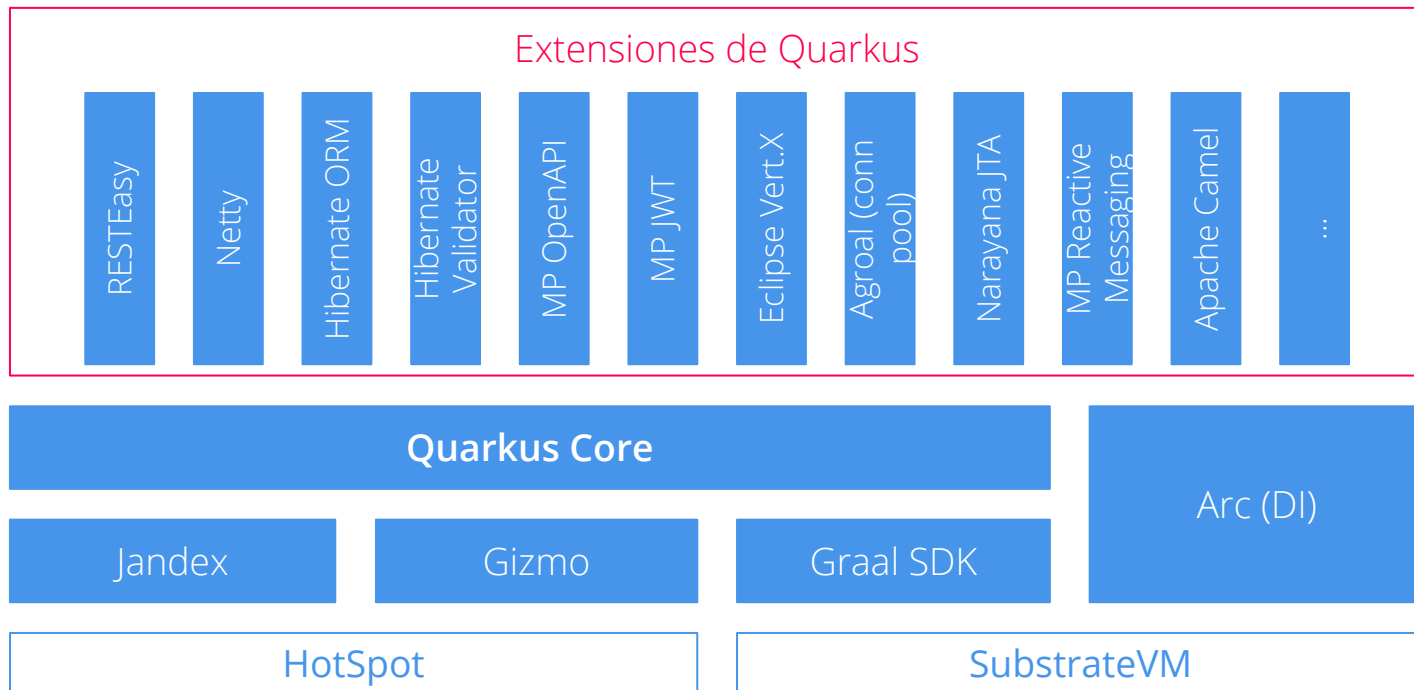 Extensiones de Quarkus
RESTEasy
Netty
Hibernate ORM
Hibernate
Validator
MP OpenAPI
MP JWT
Eclipse Vert.X
Agroal (conn
pool)
Narayana JTA
MP Reactive
Messaging
Apache Camel
...
Quarkus Core
Arc (DI)
Jandex
Gizmo
Graal SDK
HotSpot
SubstrateVM